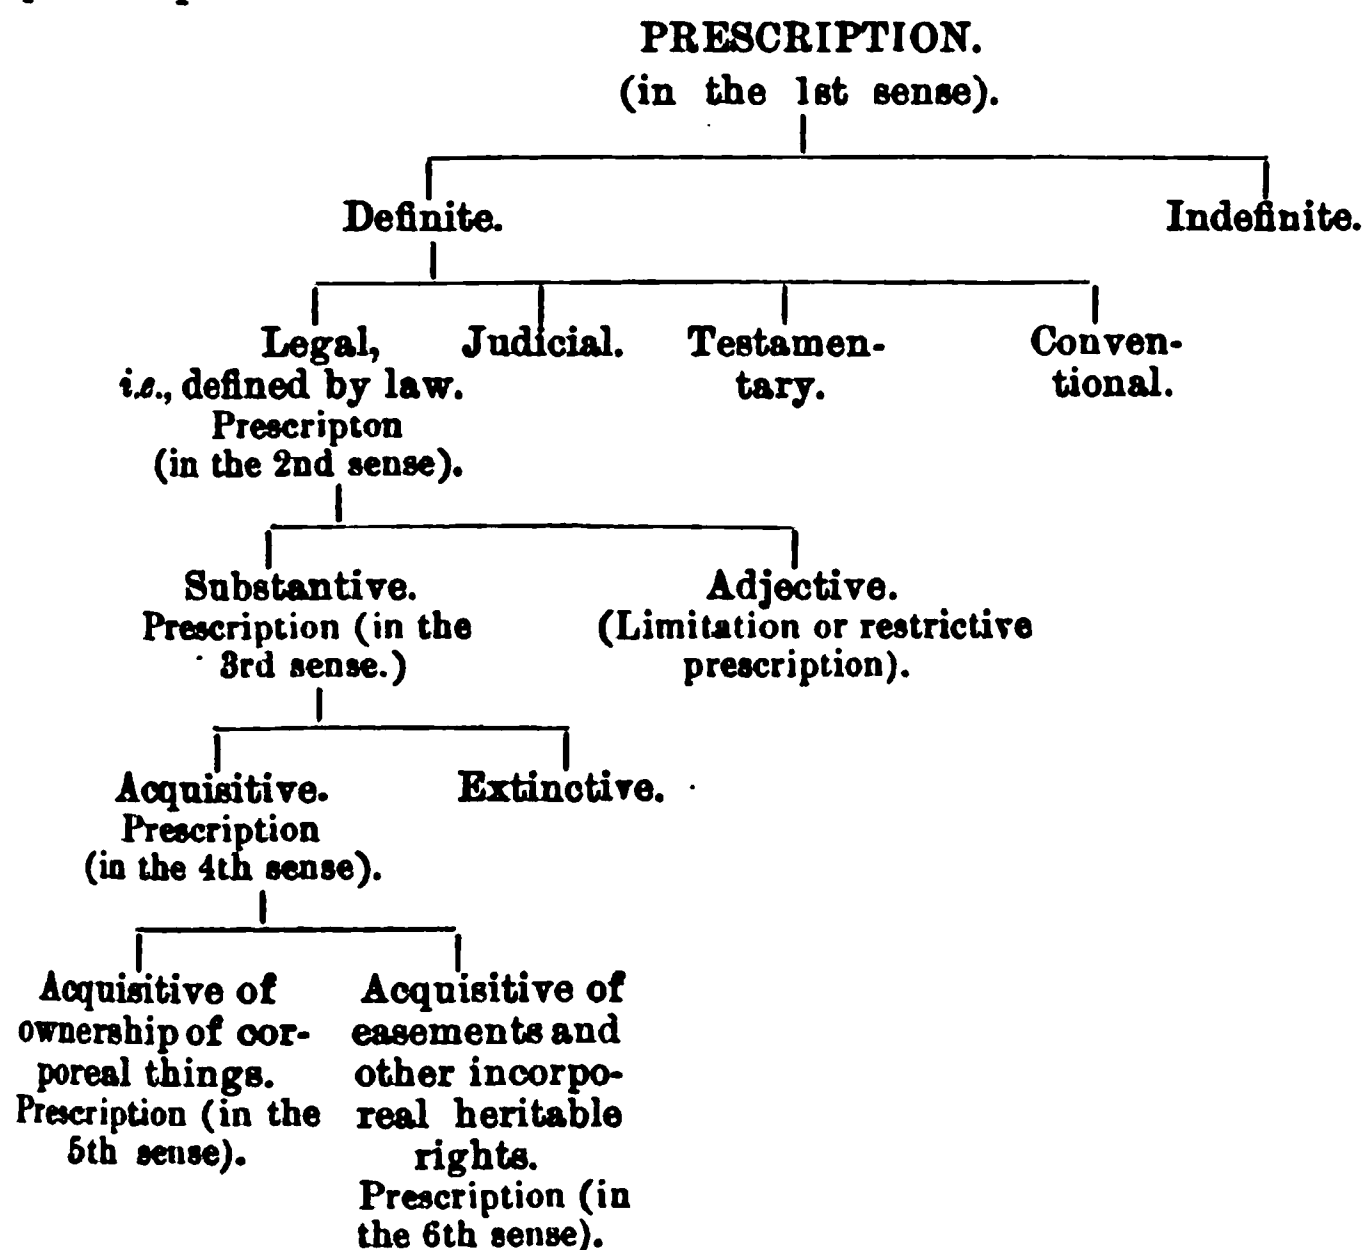 PRESCRIPTION.
(in the 1st sense).
Definite.
Indefinite.
Legal,
i.e., defined by law.
Prescripton
(in the 2nd sense).
Judicial.
Testamen-
tary.
Conven-
tional.
Substantive.
Prescription (in the
3rd sense.)
Adjective.
(Limitation or restrictive
prescription).
Acquisitive.
Prescription
(in the 4th sense).
Extinctive.
Acquisitive of
ownership of cor-
poreal things.
Prescription (in the
5th sense).
Acquisitive of
easements and
other incorpo-
real heritable
rights.
Prescription (in
the 6th sense).